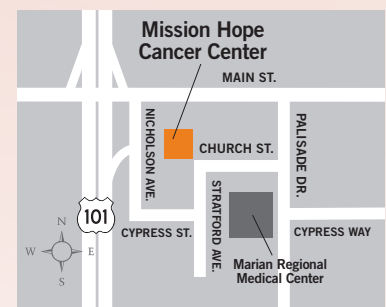 Mission Hope
Cancer Center
MAIN ST.
NICHOLSON AVE.
CHURCH ST.
PALISADE DR.
STRATFORD AVE.
101
N
W
E
S
CYPRESS ST.
CYPRESS WAY
Marian Regional
Medical Center